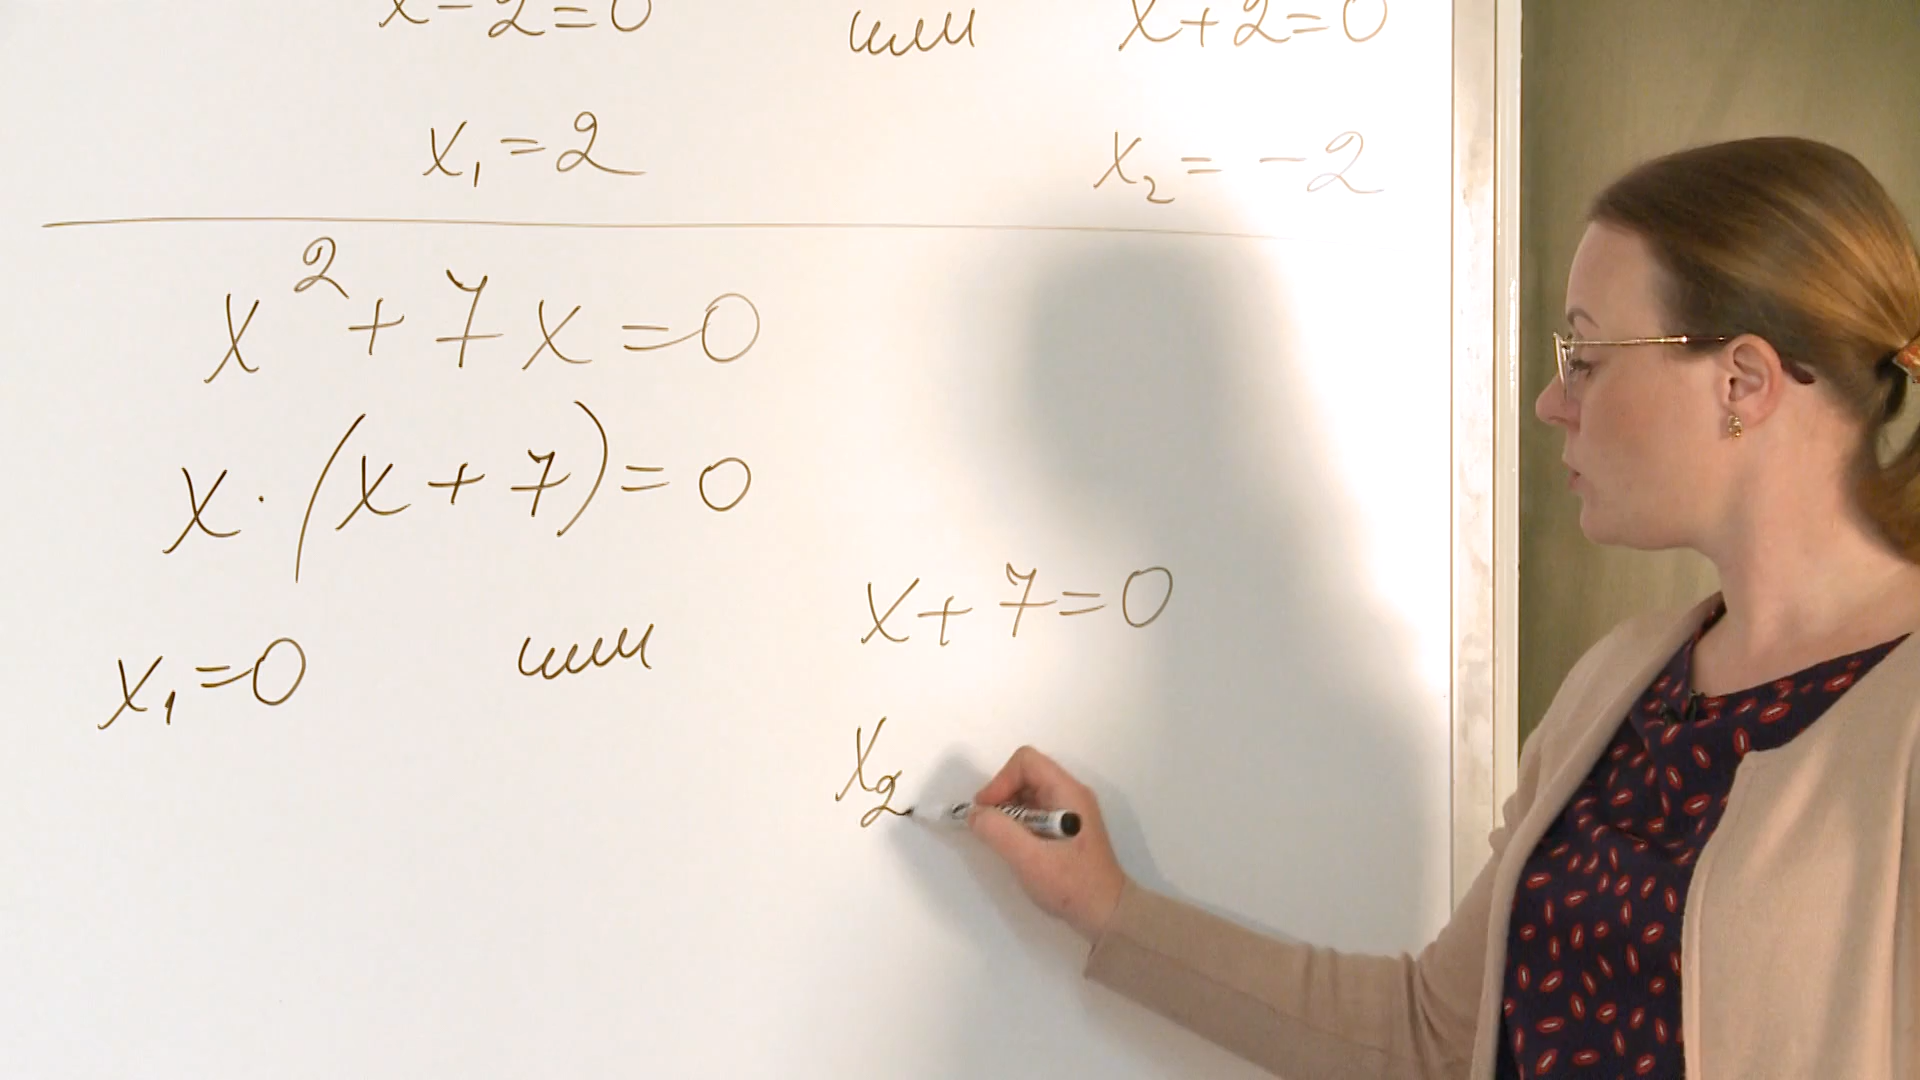 x - 2 = 0 или x + 2 = 0
x₁ = 2 x₂ = -2
x² + 7x = 0
x · (x + 7) = 0
x₁ = 0 или x + 7 = 0
x₂